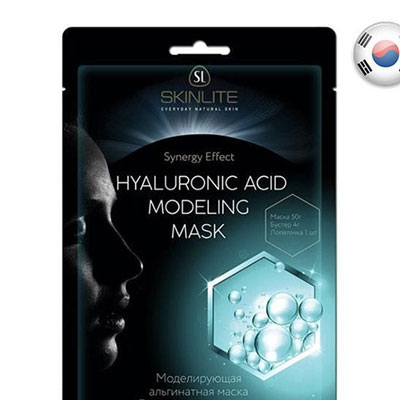 SL
SKINLITE
EVERYDAY NATURAL SKIN
Synergy Effect
HYALURONIC ACID
MODELING
MASK
Маска 50г
Бустер 4г
Лопаточка 1 шт
Моделирующая
альгинатная маска